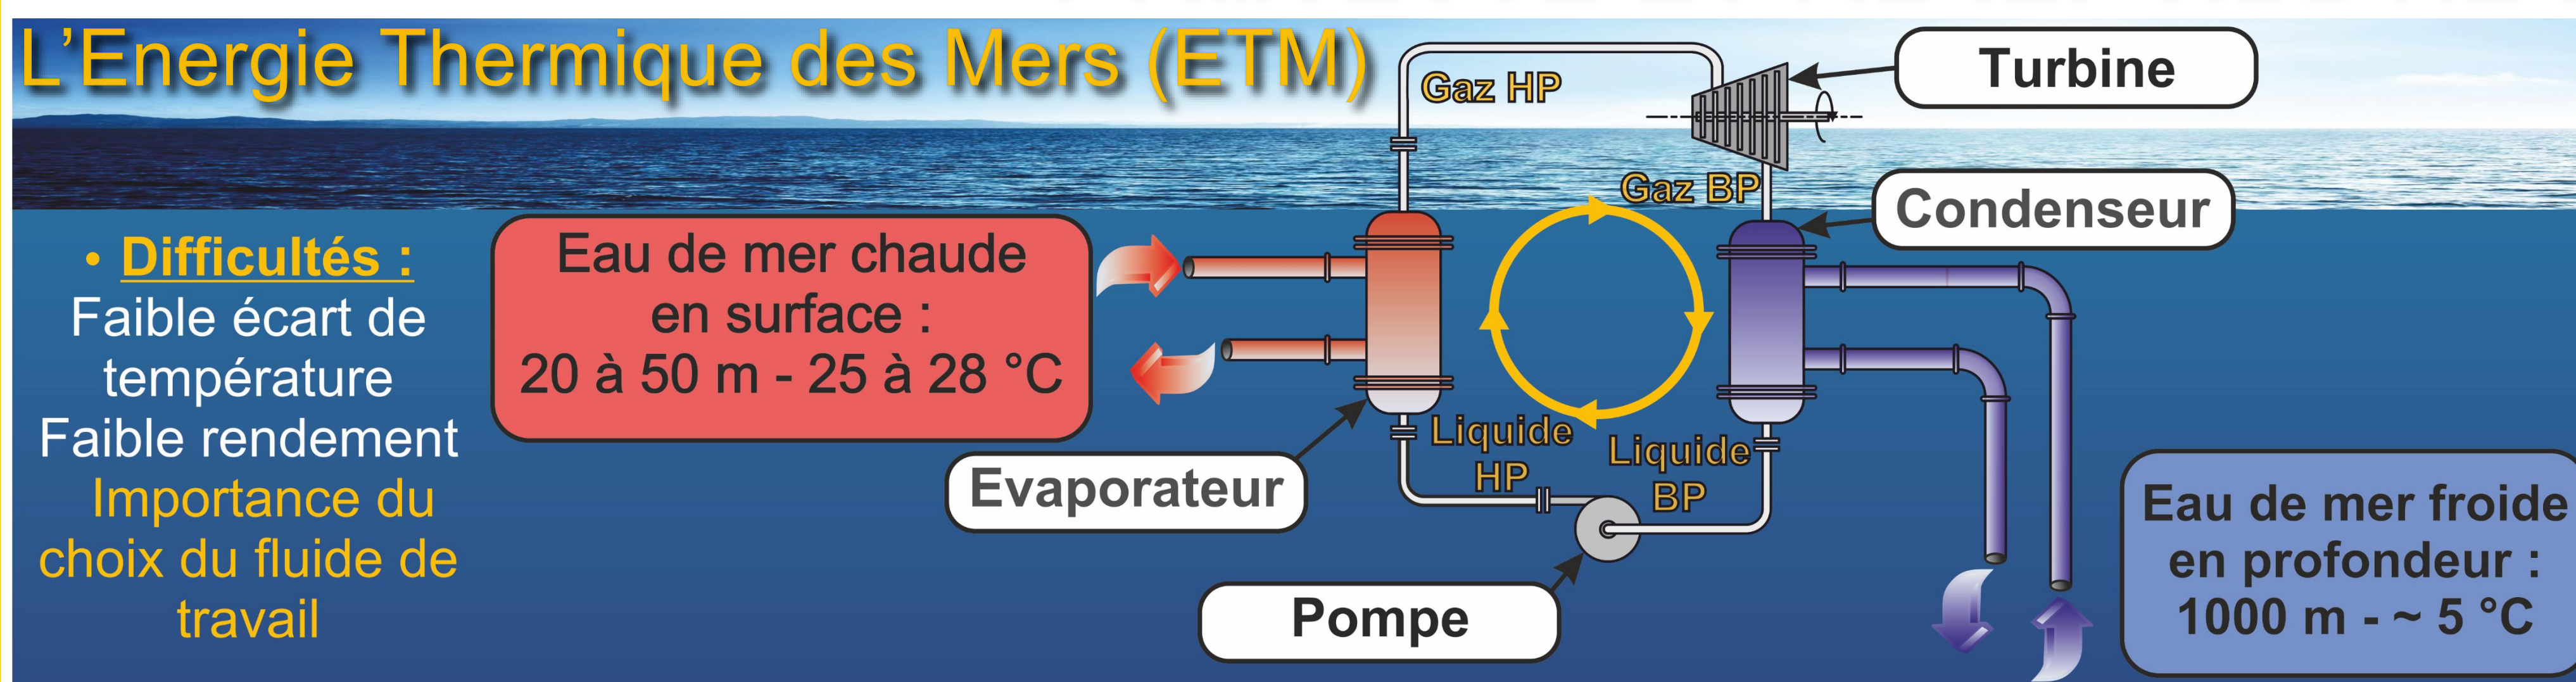 L’Energie Thermique des Mers (ETM)
Gaz HP
Turbine
Gaz BP
Condenseur
• Difficultés :
Faible écart de
température
Faible rendement
Importance du
choix du fluide de
travail
Eau de mer chaude
en surface :
20 à 50 m - 25 à 28 °C
Evaporateur
Liquide
HP
Liquide
BP
Pompe
Eau de mer froide
en profondeur :
1000 m - ~ 5 °C